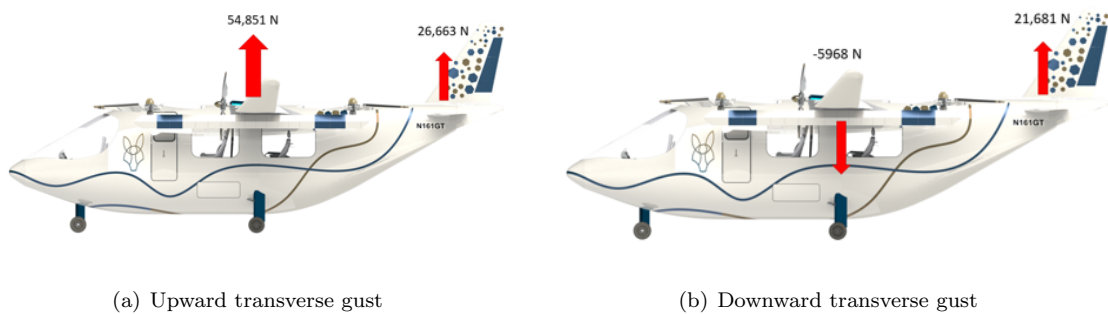 54,851 N
26,663 N
N161GT
-5968 N
21,681 N
N161GT
(a) Upward transverse gust
(b) Downward transverse gust